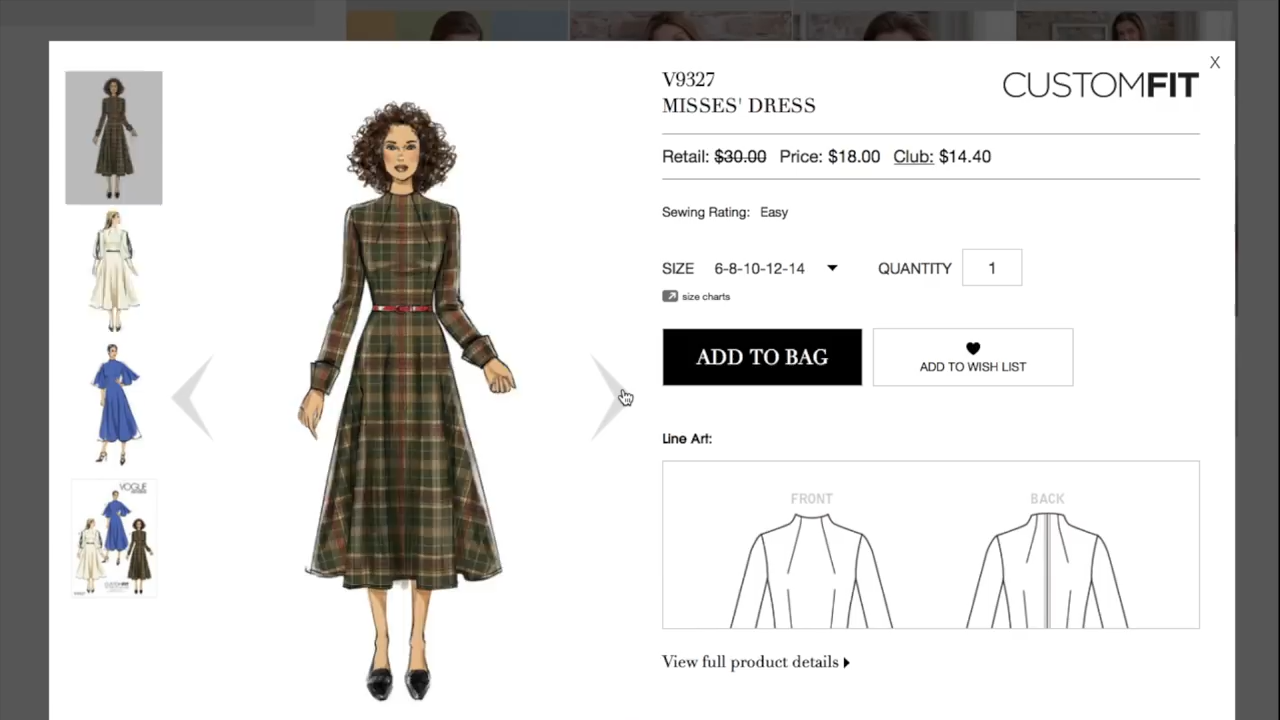 X
V9327
MISSES' DRESS
CUSTOMFIT
Retail: $30.00 Price: $18.00 Club: $14.40
Sewing Rating: Easy
SIZE 6-8-10-12-14 QUANTITY 1
size charts
ADD TO BAG
ADD TO WISH LIST
Line Art:
FRONT BACK
View full product details
VOGUE
CUSTOMFIT